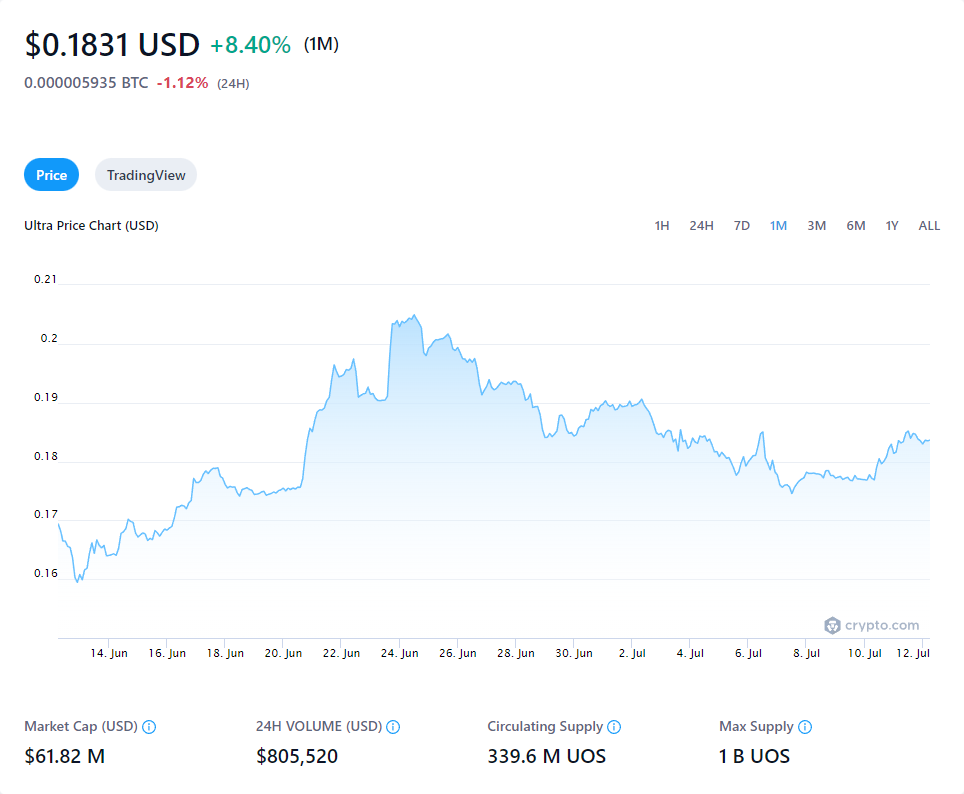 $0.1831 USD +8.40% (1M)
0.000005935 BTC -1.12% (24H)
Price TradingView
Ultra Price Chart (USD) 1H 24H 7D 1M 3M 6M 1Y ALL
0.21
0.2
0.19
0.18
0.17
0.16
crypto.com
14. Jun 16. Jun 18. Jun 20. Jun 22. Jun 24. Jun 26. Jun 28. Jun 30. Jun 2. Jul 4. Jul 6. Jul 8. Jul 10. Jul 12. Jul
Market Cap (USD) 24H VOLUME (USD) Circulating Supply Max Supply
$61.82 M $805,520 339.6 M UOS 1 B UOS